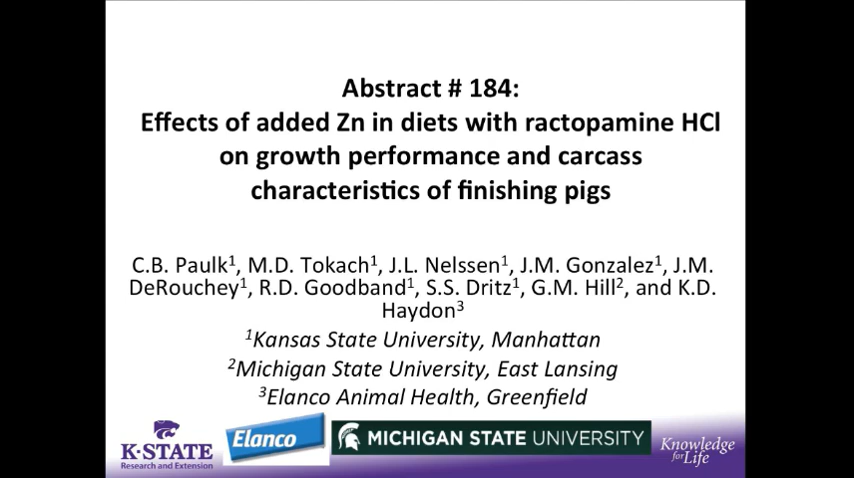 Abstract # 184:
Effects of added Zn in diets with ractopamine HCl
on growth performance and carcass
characteristics of finishing pigs
C.B. Paulk¹, M.D. Tokach¹, J.L. Nelssen¹, J.M. Gonzalez¹, J.M.
DeRouchey¹, R.D. Goodband¹, S.S. Dritz¹, G.M. Hill², and K.D.
Haydon³
¹Kansas State University, Manhattan
²Michigan State University, East Lansing
³Elanco Animal Health, Greenfield
K-STATE
Research and Extension
Elanco
MICHIGAN STATE UNIVERSITY
Knowledge
for Life